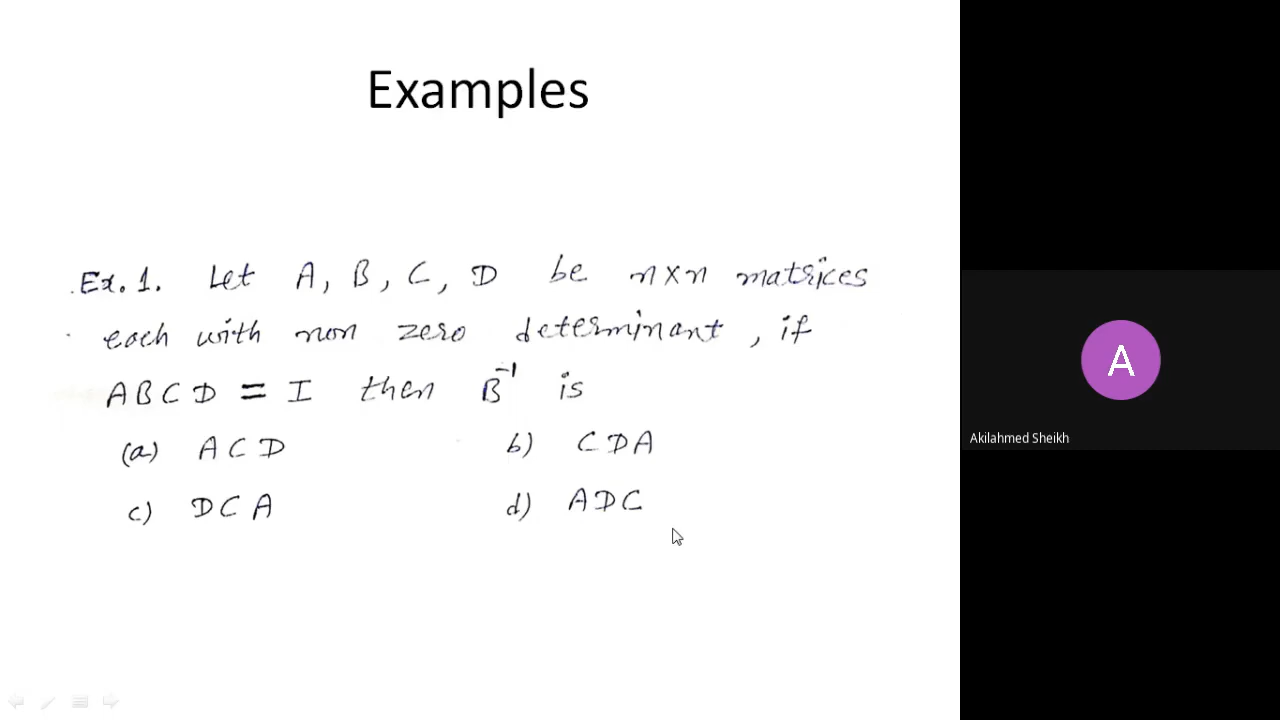 Examples
Ex. 1. Let A, B, C, D be n×n matrices
each with non zero determinant, if
ABCD = I then B⁻¹ is
(a) ACD b) CDA
c) DCA d) ADC
A
Akilahmed Sheikh